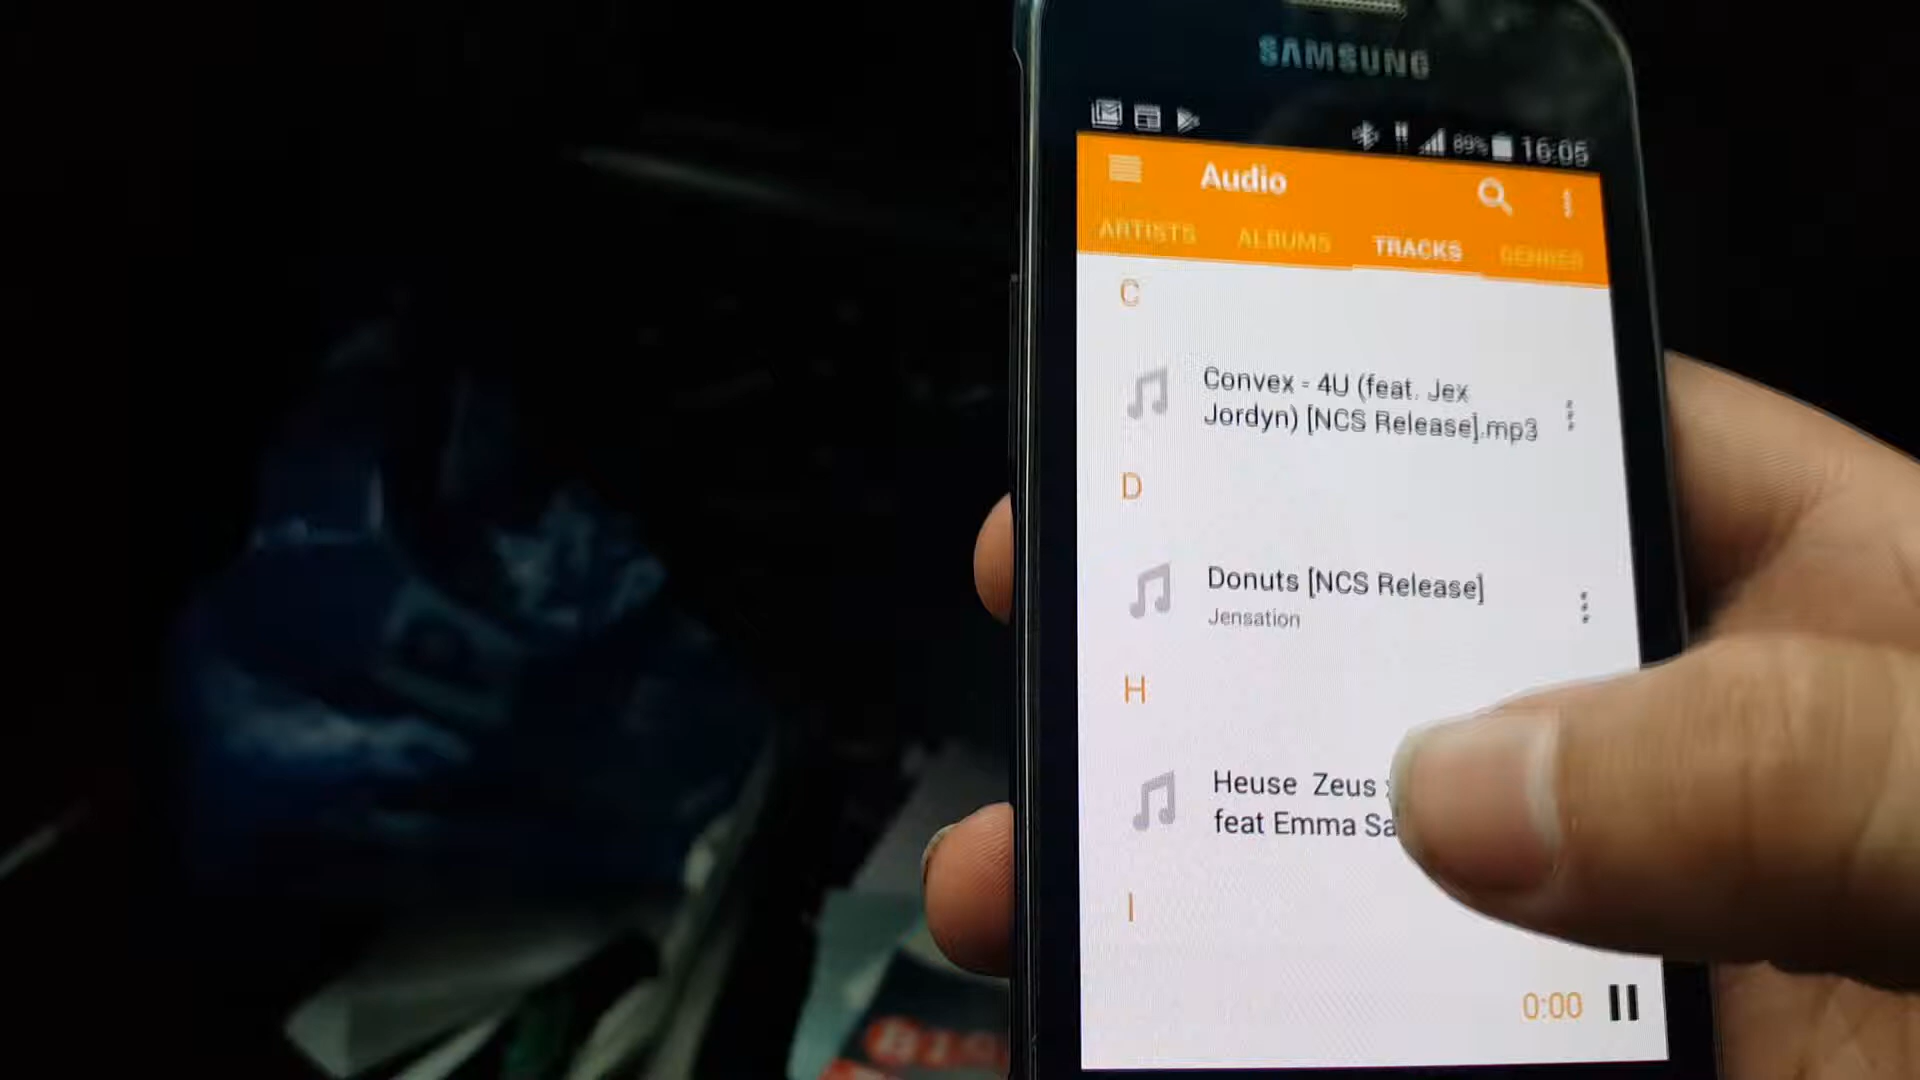 SAMSUNG
89% 16:05
Audio
ARTISTS ALBUMS TRACKS GENRES
C
Convex - 4U (feat. Jex
Jordyn) [NCS Release].mp3
D
Donuts [NCS Release]
Jensation
H
Heuse Zeus
feat Emma Sa
I
0:00